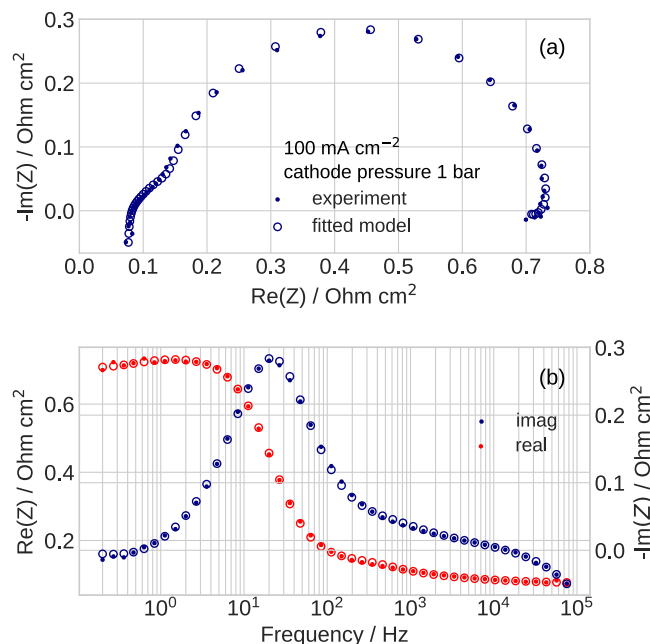 0.3
0.2
0.1
0.0
-Im(Z) / Ohm cm²
(a)
100 mA cm⁻²
cathode pressure 1 bar
experiment
fitted model
0.0 0.1 0.2 0.3 0.4 0.5 0.6 0.7 0.8
Re(Z) / Ohm cm²
0.6
0.4
0.2
Re(Z) / Ohm cm²
(b)
imag
real
0.3
0.2
0.1
0.0
-Im(Z) / Ohm cm²
10⁰ 10¹ 10² 10³ 10⁴ 10⁵
Frequency / Hz